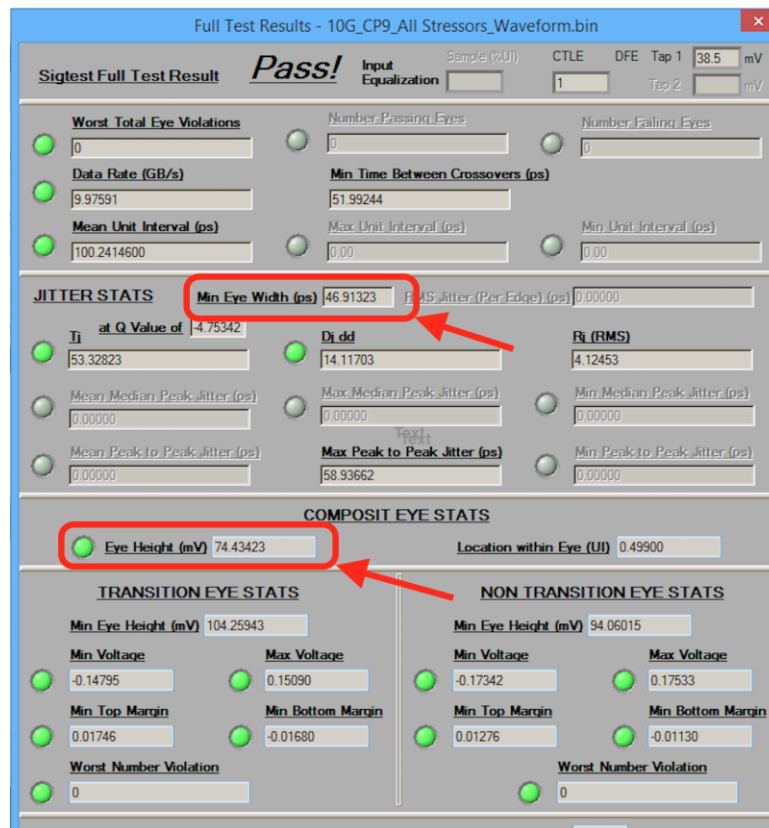 Full Test Results - 10G_CP9_All Stressors_Waveform.bin
Sigtest Full Test Result Pass! Input Equalization Sample (%UI) CTLE 1 DFE Tap 1 38.5 mV
Tap 2 mV
Worst Total Eye Violations Number Passing Eyes Number Failing Eyes
0 0 0
Data Rate (GB/s) Min Time Between Crossovers (ps)
9.97591 51.99244
Mean Unit Interval (ps) Max Unit Interval (ps) Min Unit Interval (ps)
100.2414600 0.00 0.00
JITTER STATS Min Eye Width (ps) 46.91323 RMS Jitter (Per Edge) (ps) 0.00000
Tj at Q Value of -4.75342 Dj dd Rj (RMS)
53.32823 14.11703 4.12453
Mean Median Peak Jitter (ps) Max Median Peak Jitter (ps) Min Median Peak Jitter (ps)
0.00000 0.00000 0.00000
Text
Text
Mean Peak to Peak Jitter (ps) Max Peak to Peak Jitter (ps) Min Peak to Peak Jitter (ps)
0.00000 58.93662 0.00000
COMPOSIT EYE STATS
Eye Height (mV) 74.43423 Location within Eye (UI) 0.49900
TRANSITION EYE STATS NON TRANSITION EYE STATS
Min Eye Height (mV) 104.25943 Min Eye Height (mV) 94.06015
Min Voltage Max Voltage Min Voltage Max Voltage
-0.14795 0.15090 -0.17342 0.17533
Min Top Margin Min Bottom Margin Min Top Margin Min Bottom Margin
0.01746 -0.01680 0.01276 -0.01130
Worst Number Violation Worst Number Violation
0 0